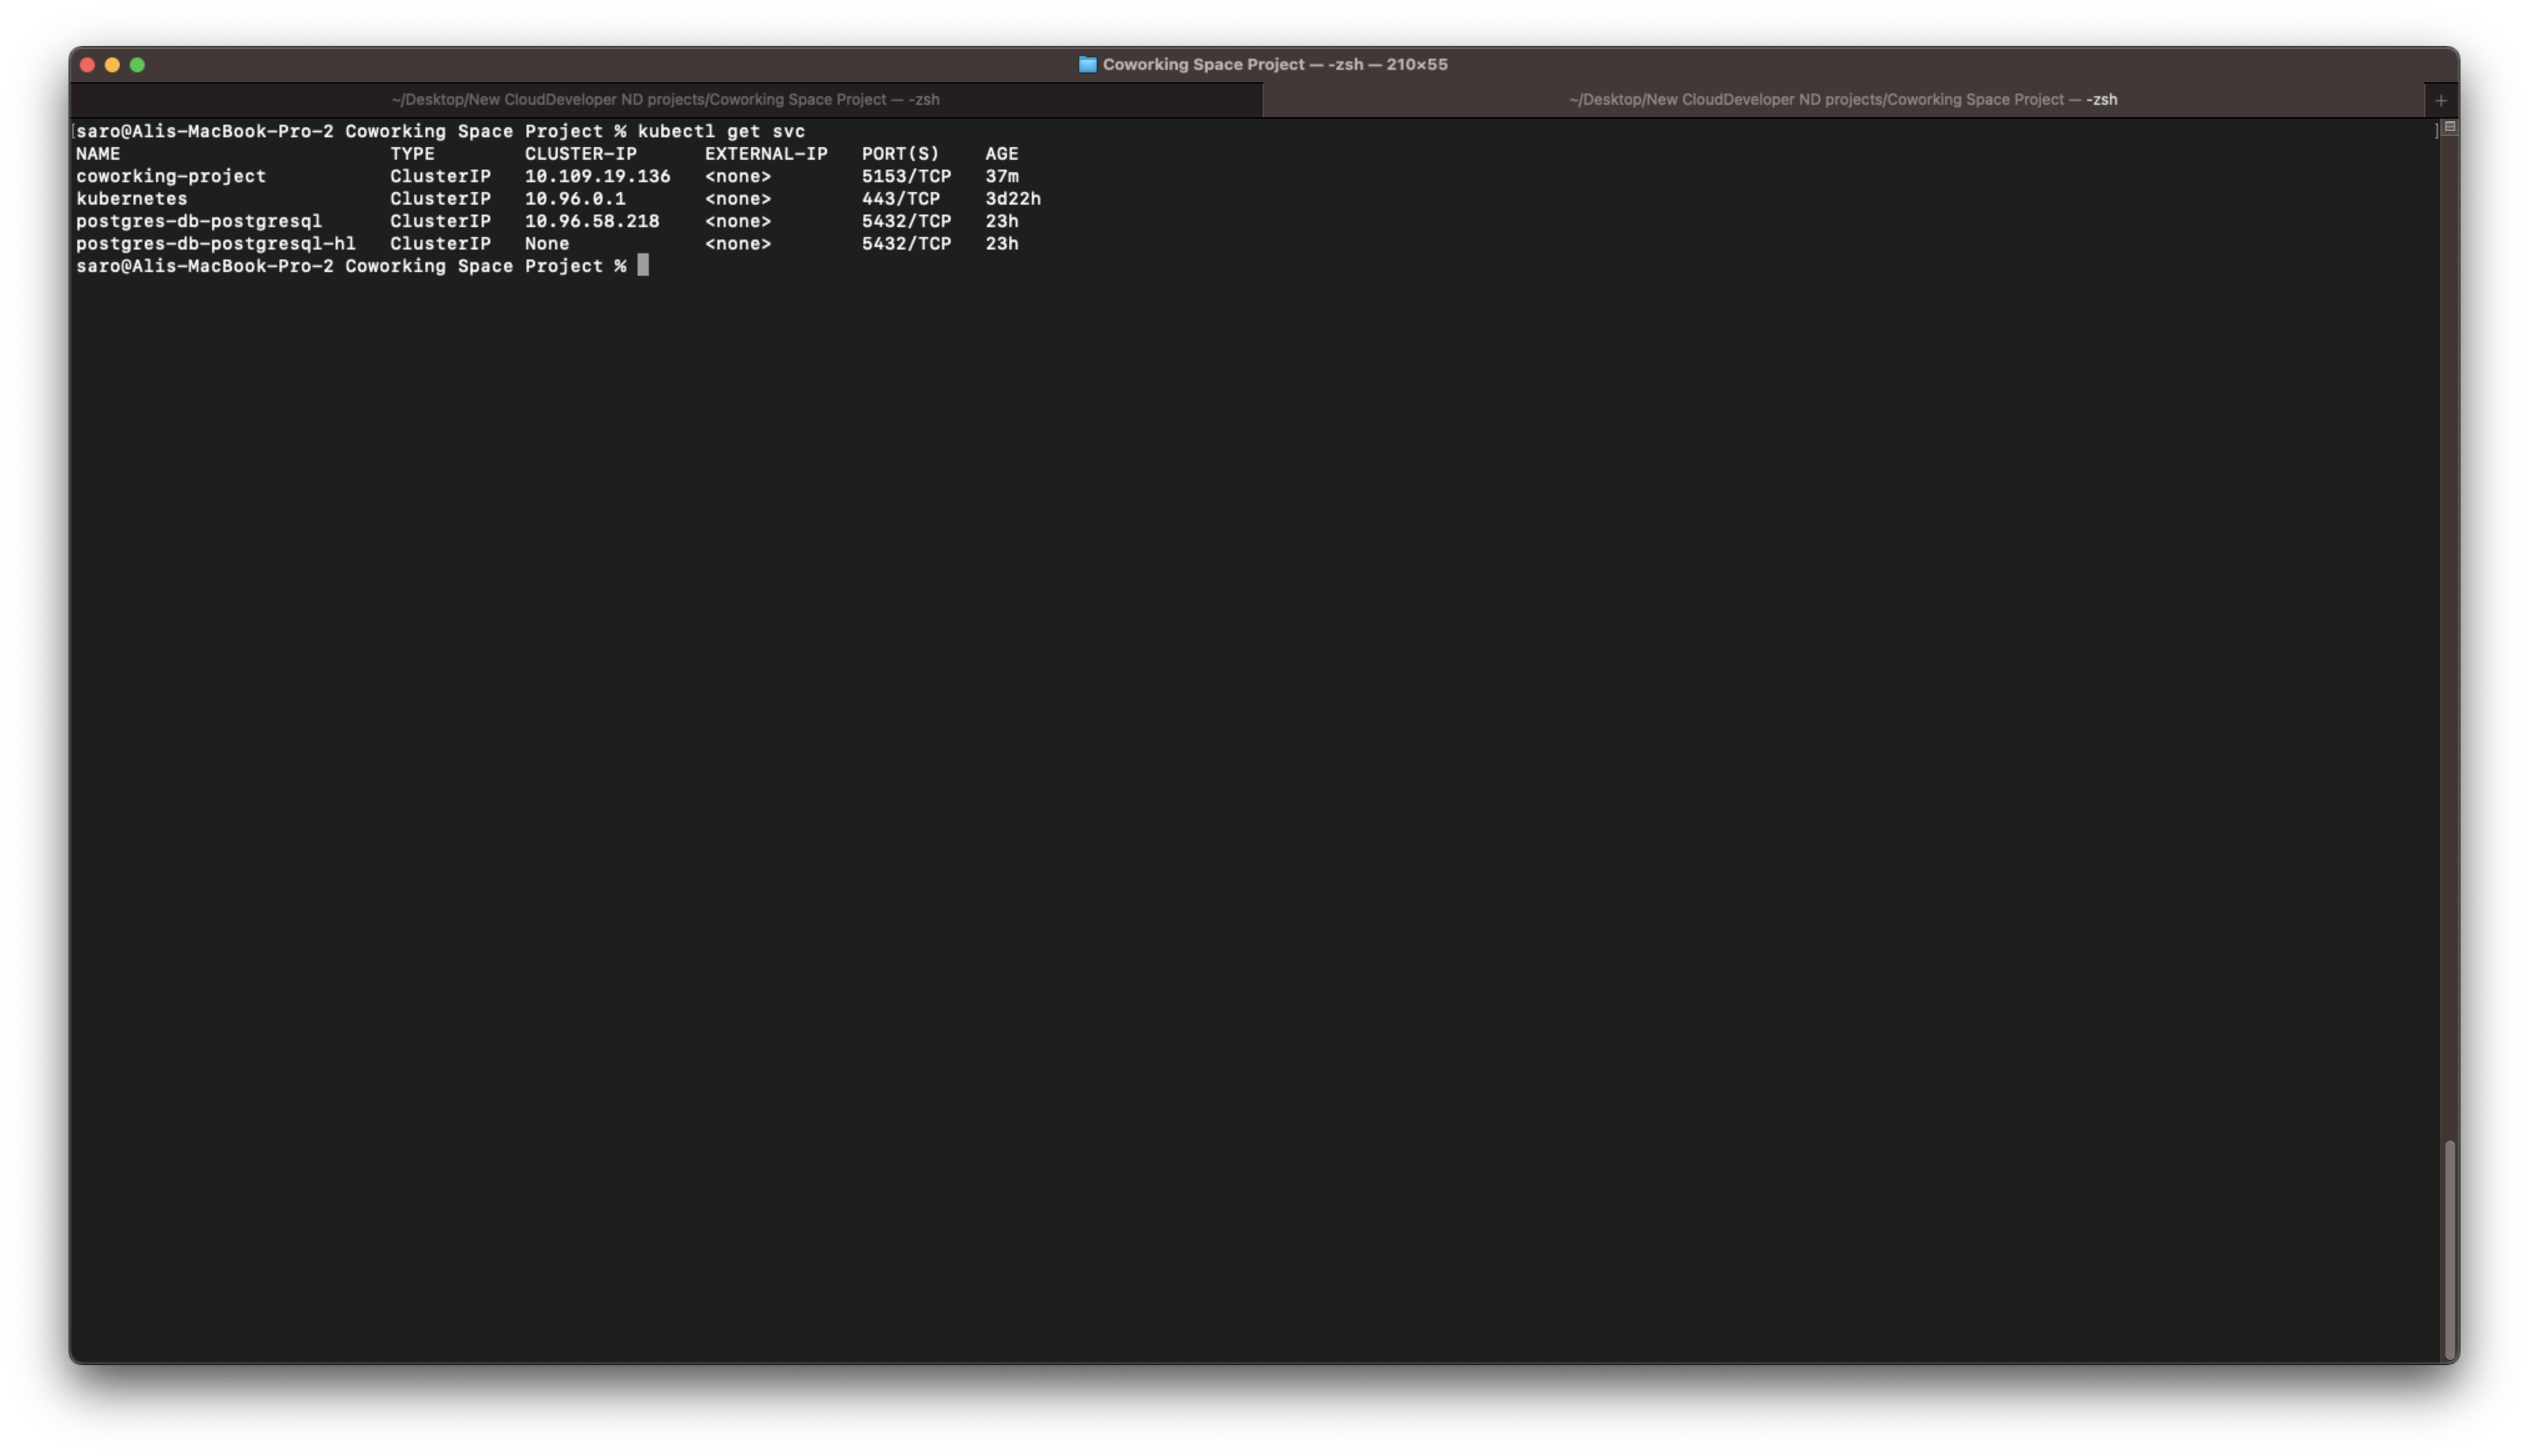 Coworking Space Project — -zsh — 210×55
~/Desktop/New CloudDeveloper ND projects/Coworking Space Project — -zsh
~/Desktop/New CloudDeveloper ND projects/Coworking Space Project — -zsh
+
[saro@Alis-MacBook-Pro-2 Coworking Space Project % kubectl get svc ]
NAME TYPE CLUSTER-IP EXTERNAL-IP PORT(S) AGE
coworking-project ClusterIP 10.109.19.136 <none> 5153/TCP 37m
kubernetes ClusterIP 10.96.0.1 <none> 443/TCP 3d22h
postgres-db-postgresql ClusterIP 10.96.58.218 <none> 5432/TCP 23h
postgres-db-postgresql-hl ClusterIP None <none> 5432/TCP 23h
saro@Alis-MacBook-Pro-2 Coworking Space Project %